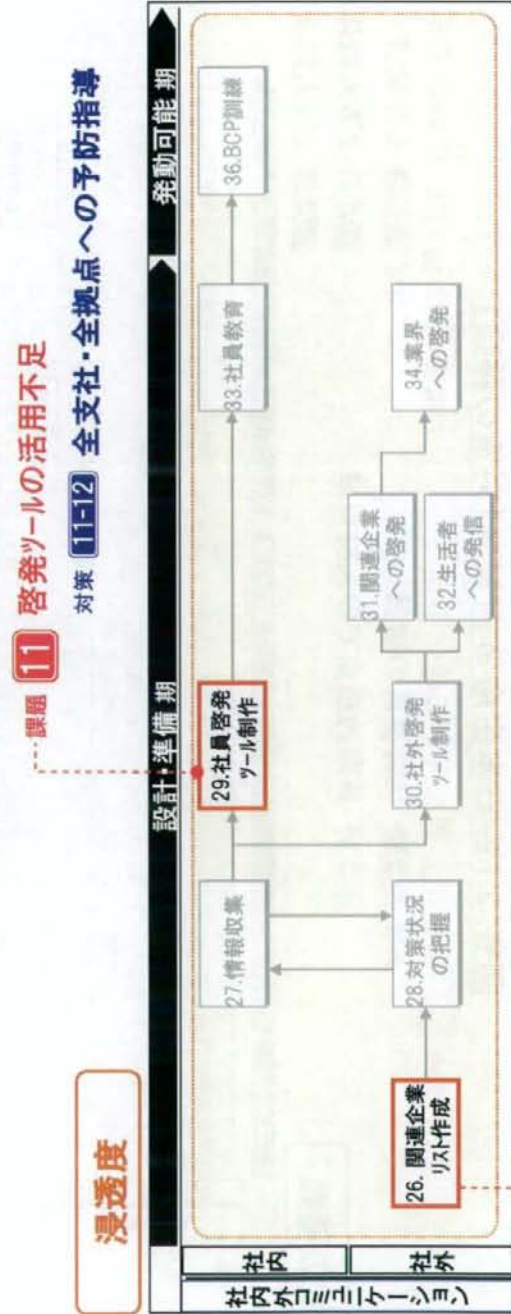 浸透度
課題 11 啓発ツールの活用不足
対策 11-12 全支社・全拠点への予防指導
設計・準備 期
発動可能 期
社内外コミュニケーション
社内
社外
26. 関連企業
リスト作成
27.情報収集
28.対策状況
の把握
29.社員啓発
ツール制作
30.社外啓発
ツール制作
31.関連企業
への啓発
32.生活者
への発信
33.社員教育
34.業界
への啓発
36.BCP訓練